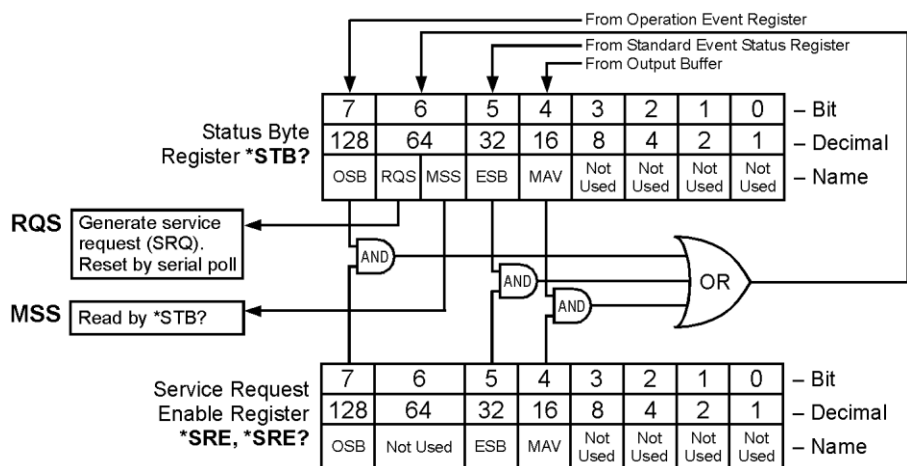 From Operation Event Register
From Standard Event Status Register
From Output Buffer
7 6 5 4 3 2 1 0 – Bit
128 64 32 16 8 4 2 1 – Decimal
OSB RQS MSS ESB MAV Not Used Not Used Not Used Not Used – Name
Status Byte
Register *STB?
RQS
Generate service
request (SRQ).
Reset by serial poll
MSS
Read by *STB?
AND
AND
AND
OR
7 6 5 4 3 2 1 0 – Bit
128 64 32 16 8 4 2 1 – Decimal
OSB Not Used ESB MAV Not Used Not Used Not Used Not Used – Name
Service Request
Enable Register
*SRE, *SRE?